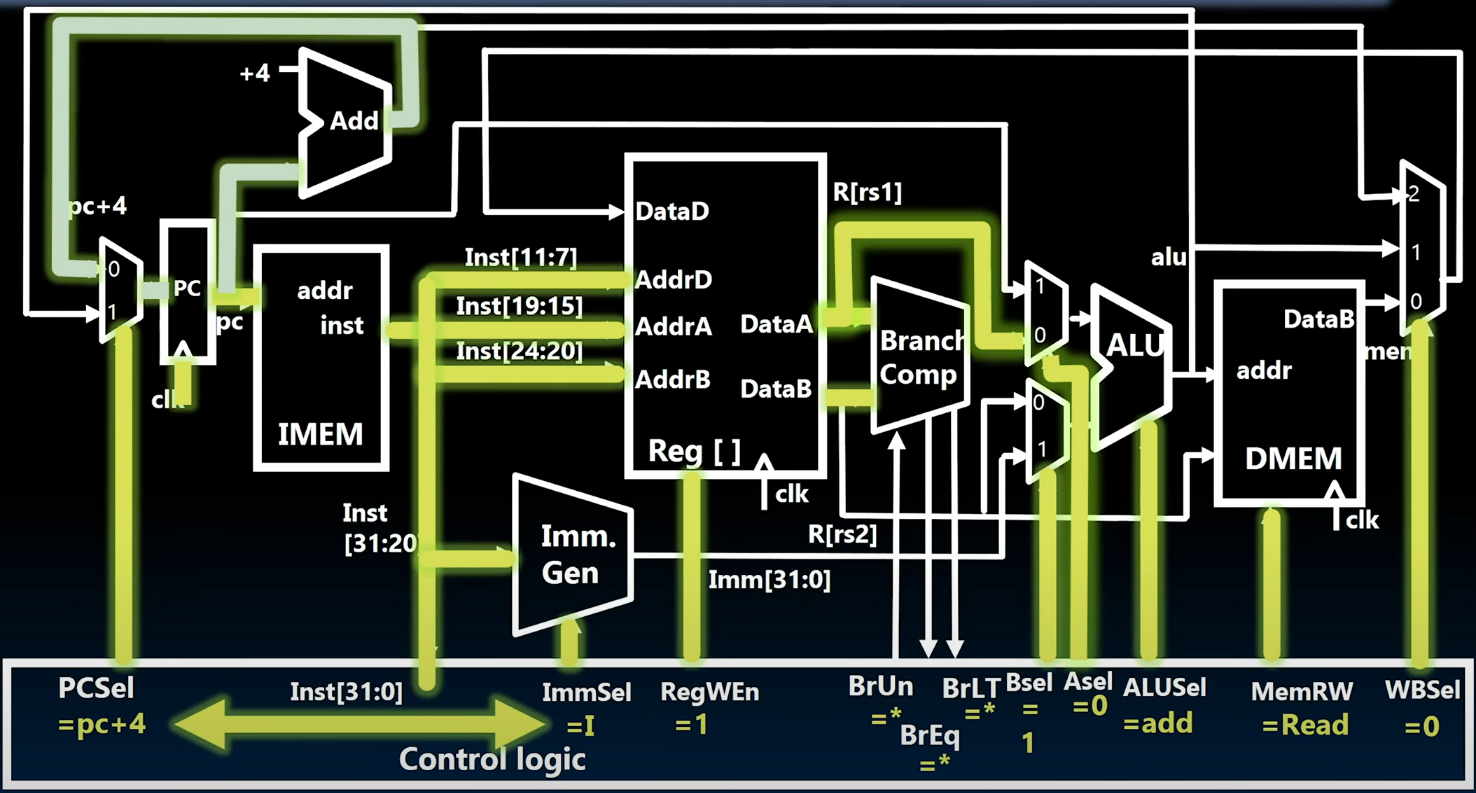 +4
Add
pc+4
0
1
PC
pc
clk
addr
inst
IMEM
Inst[11:7]
Inst[19:15]
Inst[24:20]
DataD
AddrD
AddrA
AddrB
DataA
DataB
Reg [ ]
clk
R[rs1]
Branch
Comp
R[rs2]
Inst
[31:20]
Imm.
Gen
Imm[31:0]
1
0
0
1
ALU
alu
DataB
addr
DMEM
clk
2
1
0
mem
PCSel
=pc+4
Inst[31:0]
Control logic
ImmSel
=I
RegWEn
=1
BrUn
=*
BrEq
=*
BrLT
=*
Bsel
=
1
Asel
=0
ALUSel
=add
MemRW
=Read
WBSel
=0